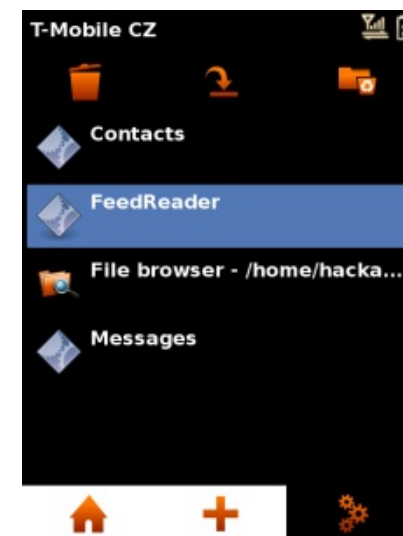 T-Mobile CZ
Contacts
FeedReader
File browser - /home/hacka...
Messages